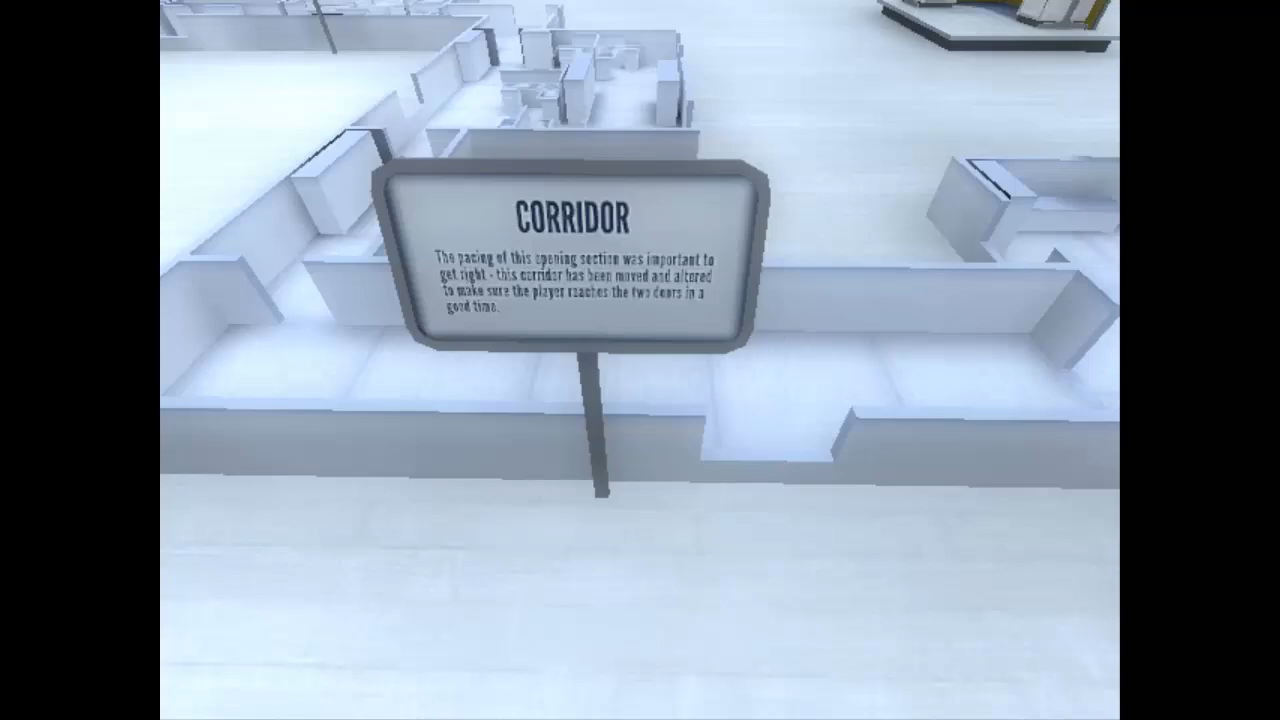 CORRIDOR
The pacing of this opening section was important to
get right - this corridor has been moved and altered
to make sure the player reaches the two doors in a
good time.